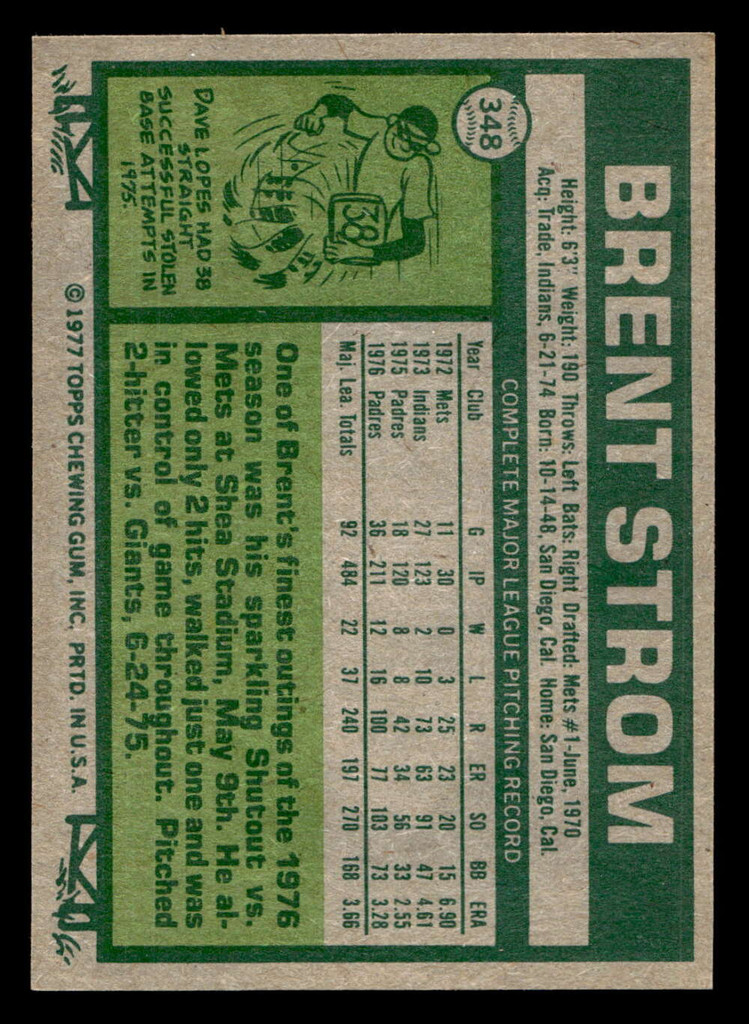 348
BRENT STROM
Height: 6'3" Weight: 190 Throws: Left Bats: Right Drafted: Mets #1-June, 1970
Acq: Trade, Indians, 6-21-74 Born: 10-14-48, San Diego, Cal. Home: San Diego, Cal.
COMPLETE MAJOR LEAGUE PITCHING RECORD
Year Club G IP W L R ER SO BB ERA
1972 Mets 11 30 0 3 25 23 20 15 6.90
1973 Indians 27 123 2 10 73 63 91 47 4.61
1975 Padres 18 120 8 8 42 34 56 33 2.55
1976 Padres 36 211 12 16 100 77 103 73 3.28
Maj. Lea. Totals 92 484 22 37 240 197 270 168 3.66
38
DAVE LOPES HAD 38
STRAIGHT
SUCCESSFUL STOLEN
BASE ATTEMPTS IN
1975.
One of Brent's finest outings of the 1976
season was his sparkling Shutout vs.
Mets at Shea Stadium, May 9th. He al-
lowed only 2 hits, walked just one and was
in control of game throughout. Pitched
2-hitter vs. Giants, 6-24-75.
© 1977 TOPPS CHEWING GUM, INC. PRTD. IN U.S.A.